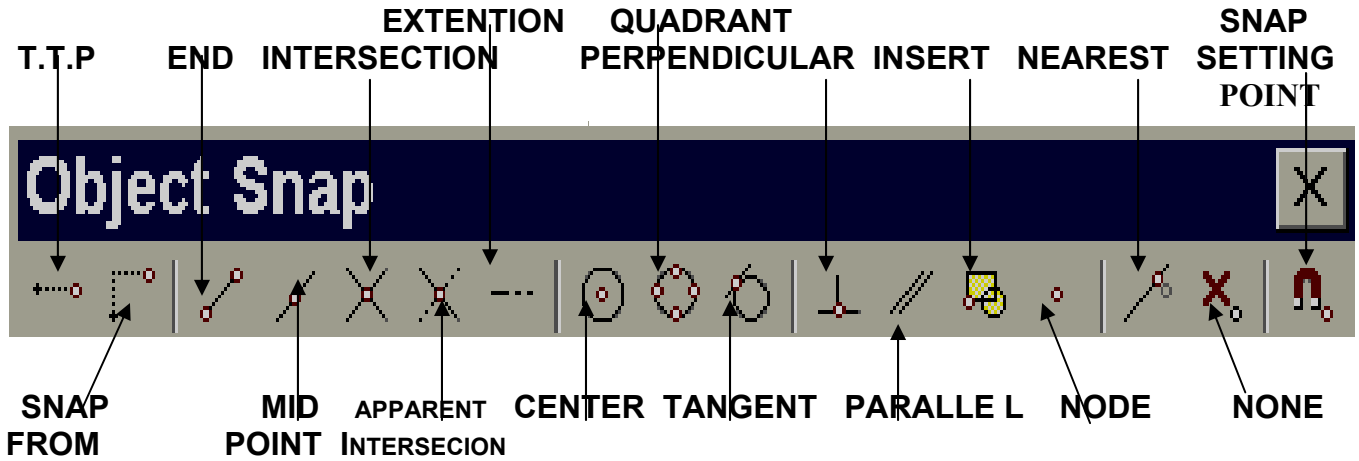 EXTENTION QUADRANT SNAP
T.T.P END INTERSECTION PERPENDICULAR INSERT NEAREST SETTING
POINT
Object Snap
X
SNAP MID APPARENT CENTER TANGENT PARALLE L NODE NONE
FROM POINT INTERSECION